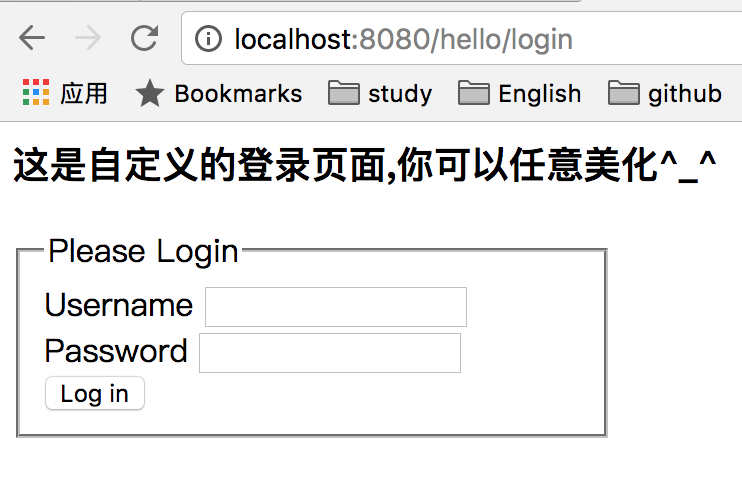 localhost:8080/hello/login
应用 Bookmarks study English github
这是自定义的登录页面,你可以任意美化^_^
Please Login
Username
Password
Log in